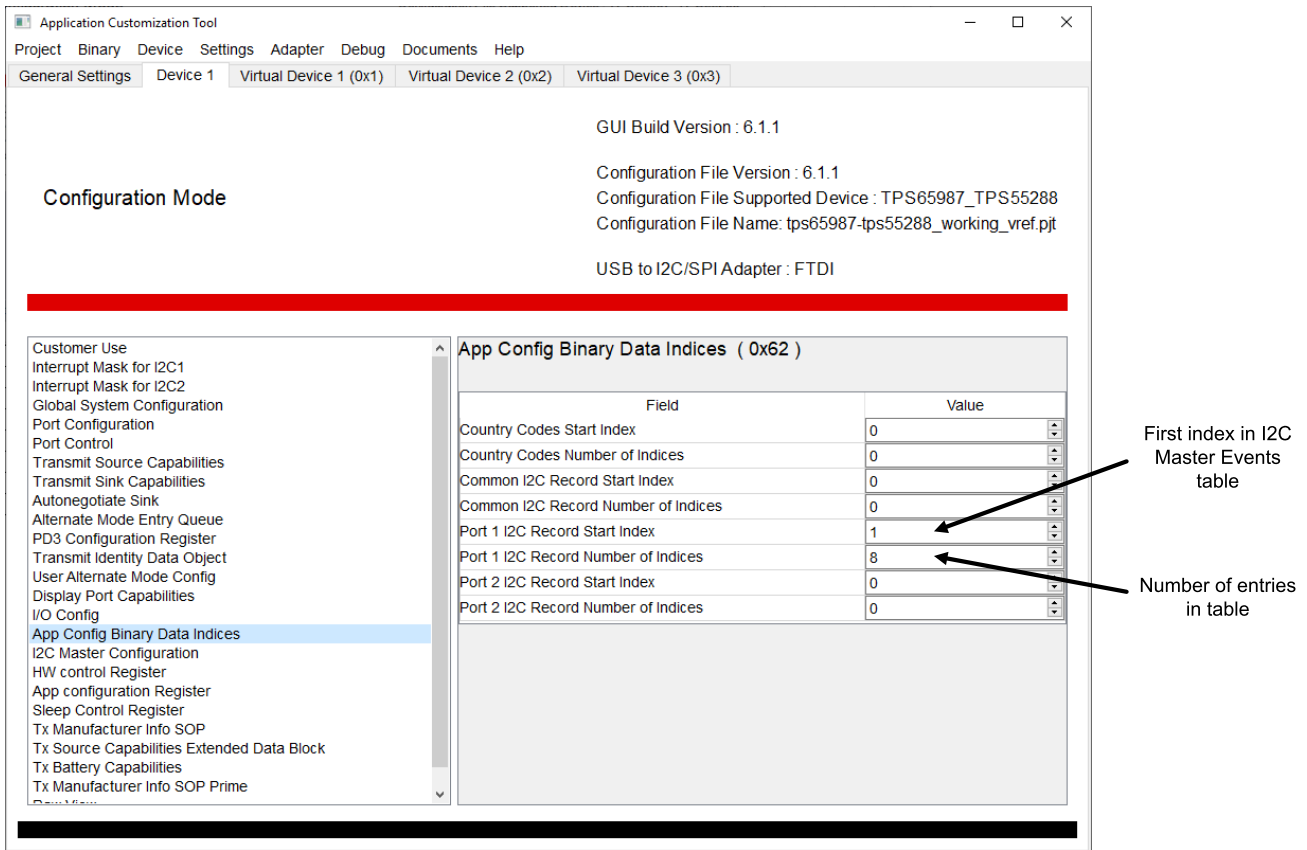 Application Customization Tool
Project Binary Device Settings Adapter Debug Documents Help
General Settings Device 1 Virtual Device 1 (0x1) Virtual Device 2 (0x2) Virtual Device 3 (0x3)
GUI Build Version : 6.1.1
Configuration File Version : 6.1.1
Configuration Mode
Configuration File Supported Device : TPS65987_TPS55288
Configuration File Name: tps65987-tps55288_working_vref.pjt
USB to I2C/SPI Adapter : FTDI
Customer Use
Interrupt Mask for I2C1
Interrupt Mask for I2C2
Global System Configuration
Port Configuration
Port Control
Transmit Source Capabilities
Transmit Sink Capabilities
Autonegotiate Sink
Alternate Mode Entry Queue
PD3 Configuration Register
Transmit Identity Data Object
User Alternate Mode Config
Display Port Capabilities
I/O Config
App Config Binary Data Indices
I2C Master Configuration
HW control Register
App configuration Register
Sleep Control Register
Tx Manufacturer Info SOP
Tx Source Capabilities Extended Data Block
Tx Battery Capabilities
Tx Manufacturer Info SOP Prime
App Config Binary Data Indices ( 0x62 )
Field Value
Country Codes Start Index 0
Country Codes Number of Indices 0
Common I2C Record Start Index 0
Common I2C Record Number of Indices 0
Port 1 I2C Record Start Index 1
Port 1 I2C Record Number of Indices 8
Port 2 I2C Record Start Index 0
Port 2 I2C Record Number of Indices 0
First index in I2C
Master Events
table
Number of entries
in table